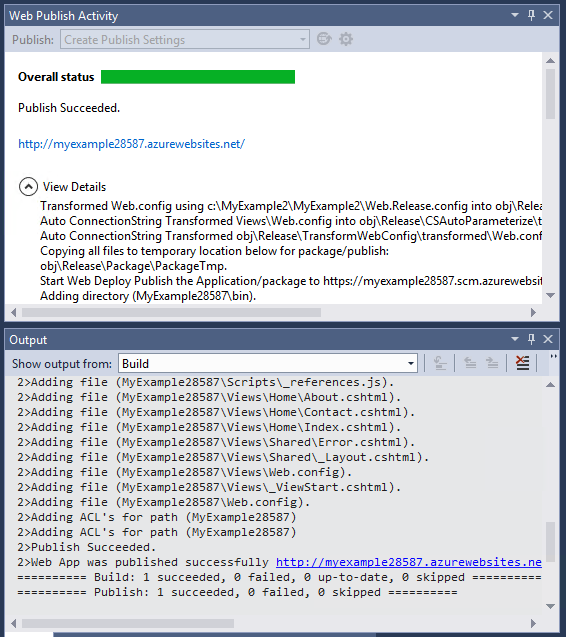 Web Publish Activity
Publish: Create Publish Settings
Overall status
Publish Succeeded.
http://myexample28587.azurewebsites.net/
View Details
Transformed Web.config using c:\MyExample2\MyExample2\Web.Release.config into obj\Relea
Auto ConnectionString Transformed Views\Web.config into obj\Release\CSAutoParameterize\t
Auto ConnectionString Transformed obj\Release\TransformWebConfig\transformed\Web.conf
Copying all files to temporary location below for package/publish:
obj\Release\Package\PackageTmp.
Start Web Deploy Publish the Application/package to https://myexample28587.scm.azurewebsit
Adding directory (MyExample28587\bin).
Output
Show output from: Build
2>Adding file (MyExample28587\Scripts\_references.js).
2>Adding file (MyExample28587\Views\Home\About.cshtml).
2>Adding file (MyExample28587\Views\Home\Contact.cshtml).
2>Adding file (MyExample28587\Views\Home\Index.cshtml).
2>Adding file (MyExample28587\Views\Shared\Error.cshtml).
2>Adding file (MyExample28587\Views\Shared\_Layout.cshtml).
2>Adding file (MyExample28587\Views\Web.config).
2>Adding file (MyExample28587\Views\_ViewStart.cshtml).
2>Adding file (MyExample28587\Web.config).
2>Adding ACL's for path (MyExample28587)
2>Adding ACL's for path (MyExample28587)
2>Publish Succeeded.
2>Web App was published successfully http://myexample28587.azurewebsites.ne
========== Build: 1 succeeded, 0 failed, 0 up-to-date, 0 skipped ==========
========== Publish: 1 succeeded, 0 failed, 0 skipped ==========